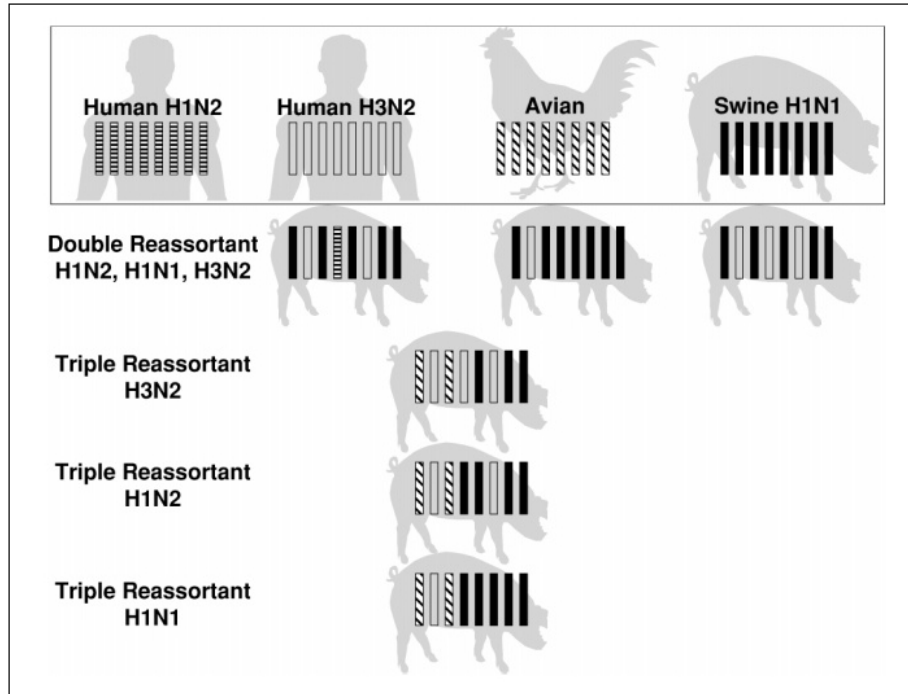 Human H1N2
Human H3N2
Avian
Swine H1N1
Double Reassortant
H1N2, H1N1, H3N2
Triple Reassortant
H3N2
Triple Reassortant
H1N2
Triple Reassortant
H1N1